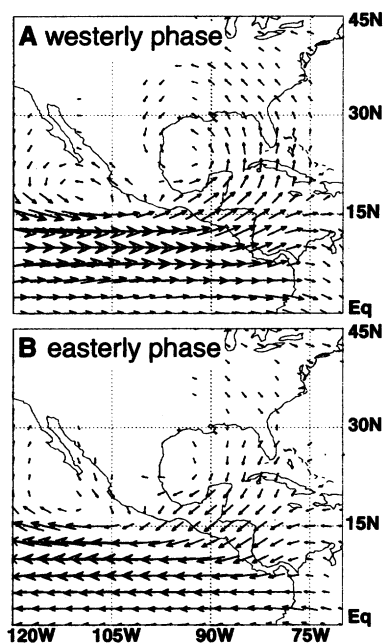 A westerly phase
45N
30N
15N
Eq
B easterly phase
45N
30N
15N
Eq
120W 105W 90W 75W